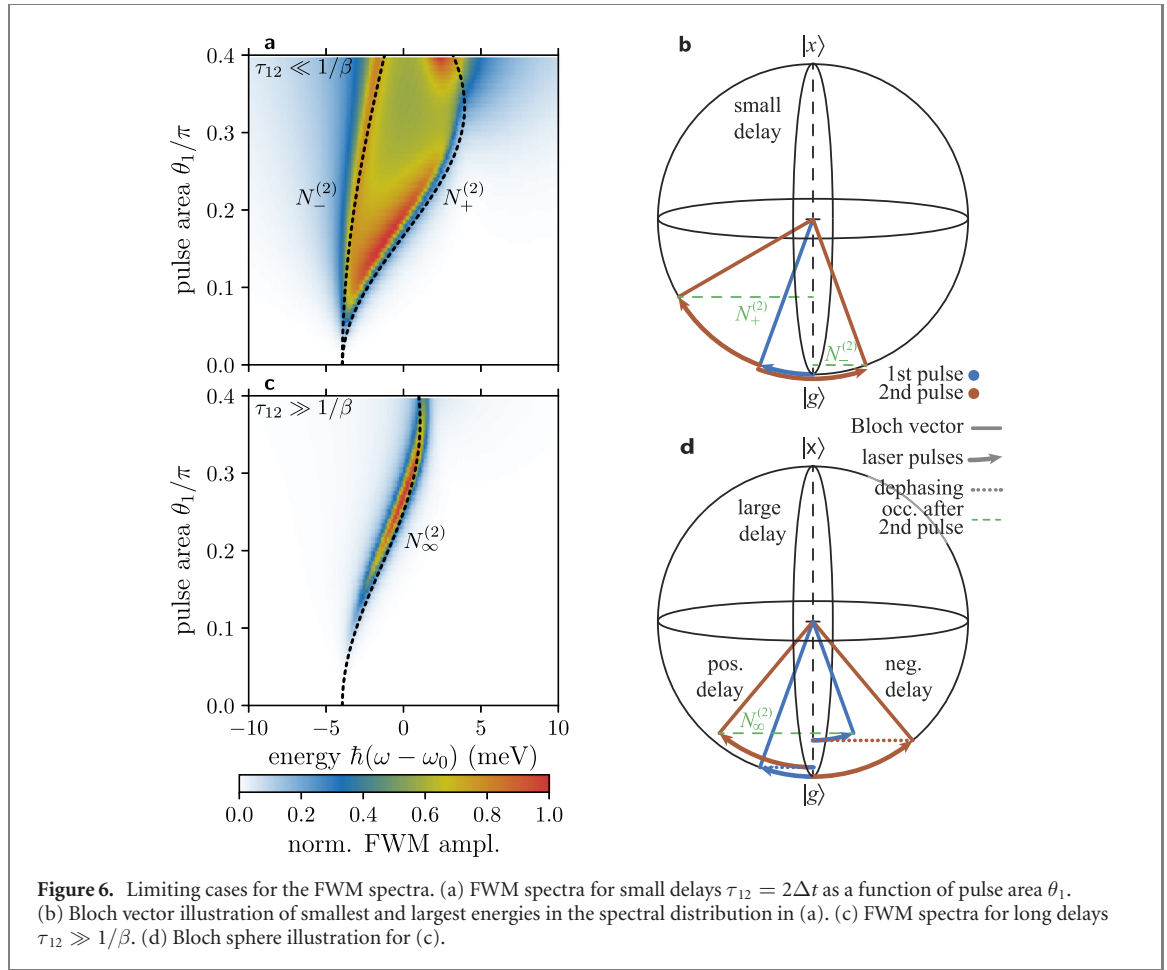 a
τ₁₂ ≪ 1/β
0.4
0.3
0.2
0.1
0.0
pulse area θ₁/π
N₋⁽²⁾
N₊⁽²⁾
b
|x⟩
small
delay
N₊⁽²⁾
N₋⁽²⁾
|g⟩
1st pulse
2nd pulse
Bloch vector
laser pulses
dephasing
occ. after
2nd pulse
c
τ₁₂ ≫ 1/β
0.4
0.3
0.2
0.1
0.0
pulse area θ₁/π
N∞⁽²⁾
−10 −5 0 5 10
energy ℏ(ω − ω₀) (meV)
0.0 0.2 0.4 0.6 0.8 1.0
norm. FWM ampl.
d
|x⟩
large
delay
pos.
delay
neg.
delay
N∞⁽²⁾
|g⟩
Figure 6. Limiting cases for the FWM spectra. (a) FWM spectra for small delays τ₁₂ = 2Δt as a function of pulse area θ₁.
(b) Bloch vector illustration of smallest and largest energies in the spectral distribution in (a). (c) FWM spectra for long delays
τ₁₂ ≫ 1/β. (d) Bloch sphere illustration for (c).